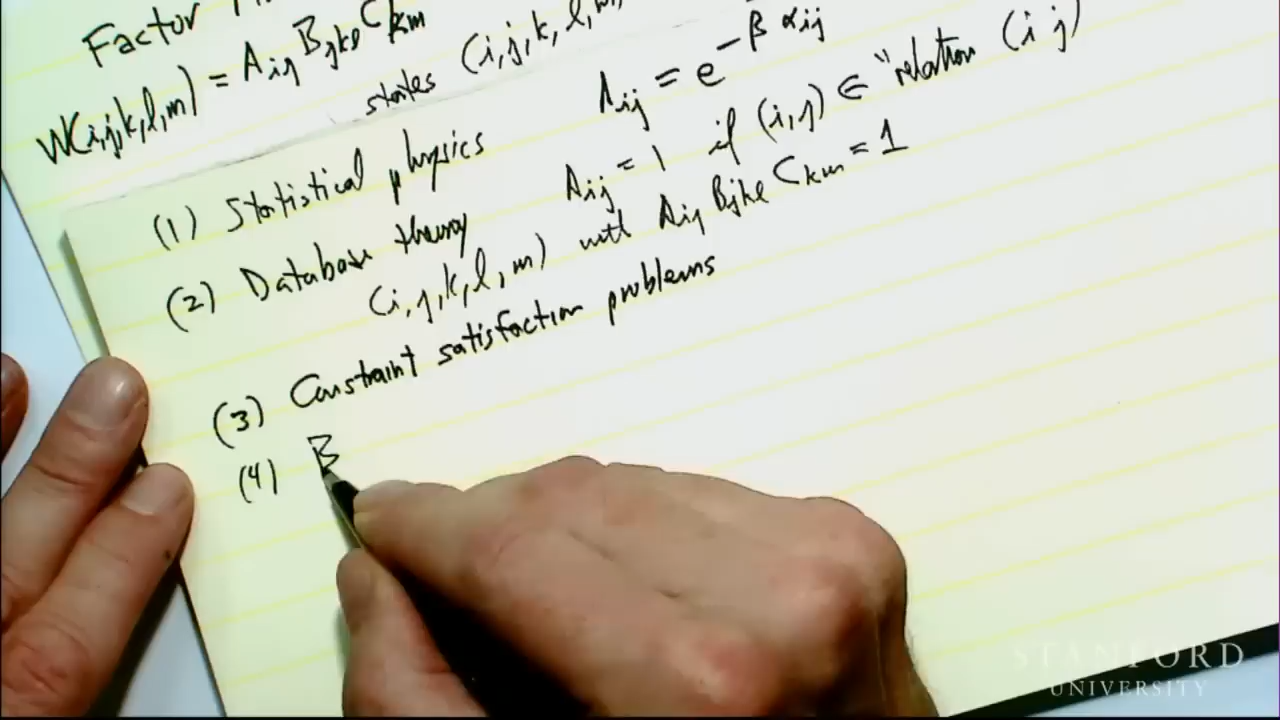 Factor
W(i,j,k,l,m) = Aij Bjkl Ckm
states (i,j,k,l,m,
(1) Statistical physics Aij = e^-β αij
(2) Database theory Aij = 1 if (i,j) ∈ "relation (i j)
(i,j,k,l,m) with Aij Bjkl Ckm = 1
(3) Constraint satisfaction problems
(4) B
STANFORD
UNIVERSITY